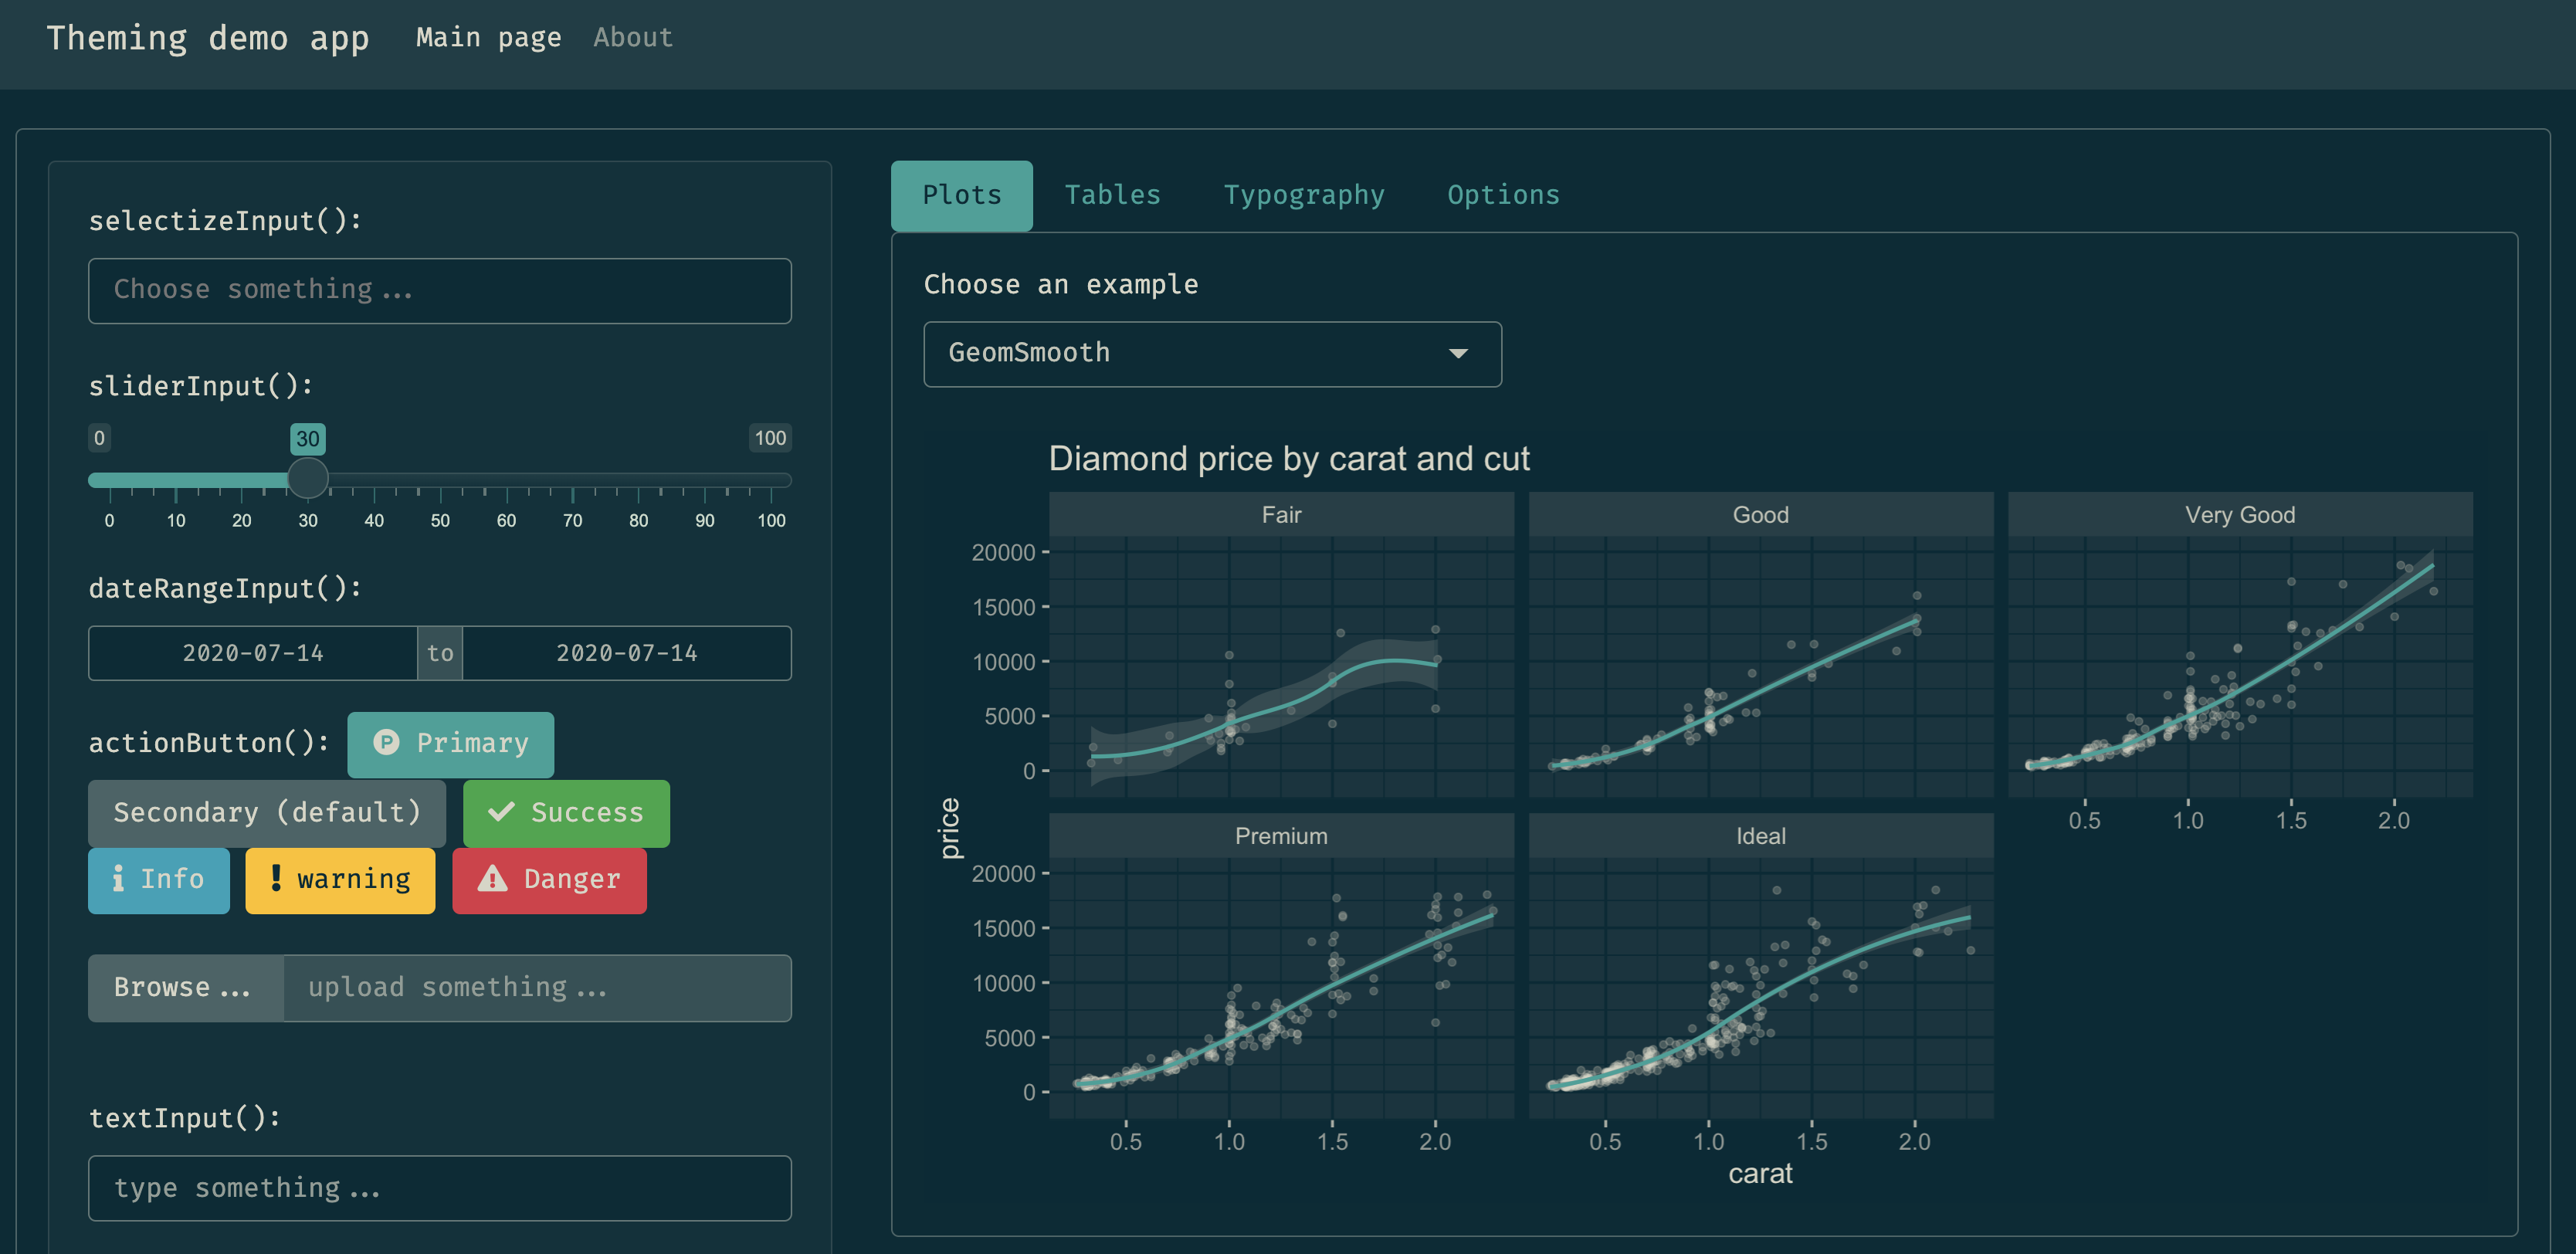 Theming demo app Main page About
selectizeInput():
Choose something...
sliderInput():
0 30 100
0 10 20 30 40 50 60 70 80 90 100
dateRangeInput():
2020-07-14 to 2020-07-14
actionButton(): Primary
Secondary (default) Success
Info warning Danger
Browse... upload something...
textInput():
type something...
Plots Tables Typography Options
Choose an example
GeomSmooth
Diamond price by carat and cut
Fair Good Very Good
20000
15000
10000
5000
0
0.5 1.0 1.5 2.0
price
Premium Ideal
20000
15000
10000
5000
0
0.5 1.0 1.5 2.0 0.5 1.0 1.5 2.0
carat